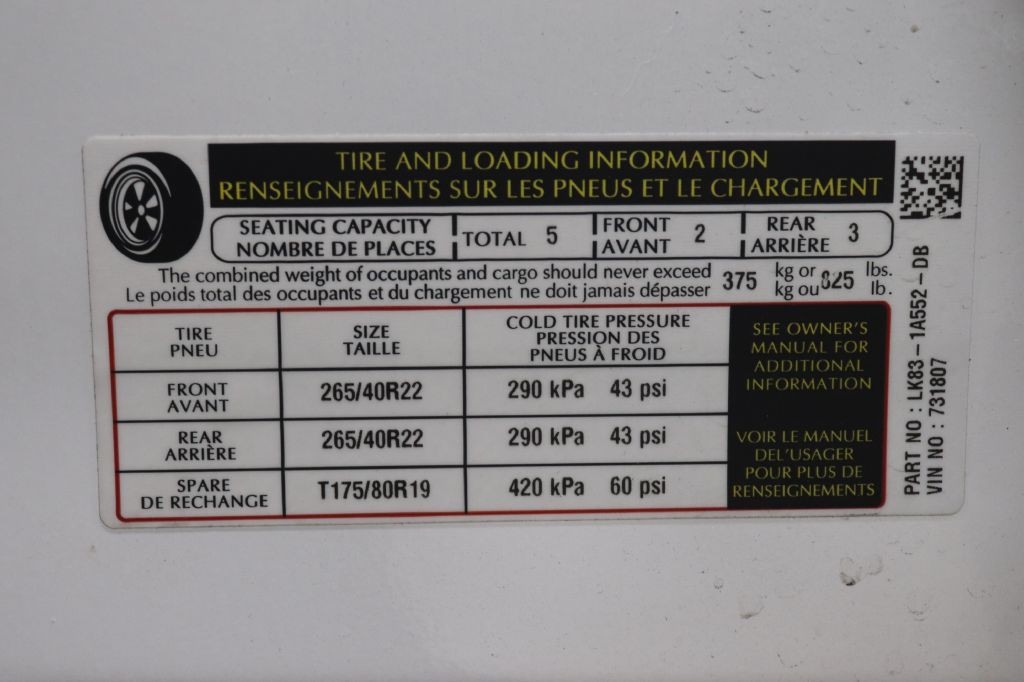 TIRE AND LOADING INFORMATION
RENSEIGNEMENTS SUR LES PNEUS ET LE CHARGEMENT
SEATING CAPACITY
NOMBRE DE PLACES
TOTAL 5
FRONT
AVANT
2
REAR
ARRIÈRE
3
The combined weight of occupants and cargo should never exceed 375 kg or 825 lbs.
Le poids total des occupants et du chargement ne doit jamais dépasser kg ou lb.
TIRE
PNEU
SIZE
TAILLE
COLD TIRE PRESSURE
PRESSION DES
PNEUS À FROID
FRONT
AVANT
265/40R22
290 kPa 43 psi
REAR
ARRIÈRE
265/40R22
290 kPa 43 psi
SPARE
DE RECHANGE
T175/80R19
420 kPa 60 psi
SEE OWNER'S
MANUAL FOR
ADDITIONAL
INFORMATION
VOIR LE MANUEL
DEL'USAGER
POUR PLUS DE
RENSEIGNEMENTS
PART NO : LK83-1A552-DB
VIN NO : 731807